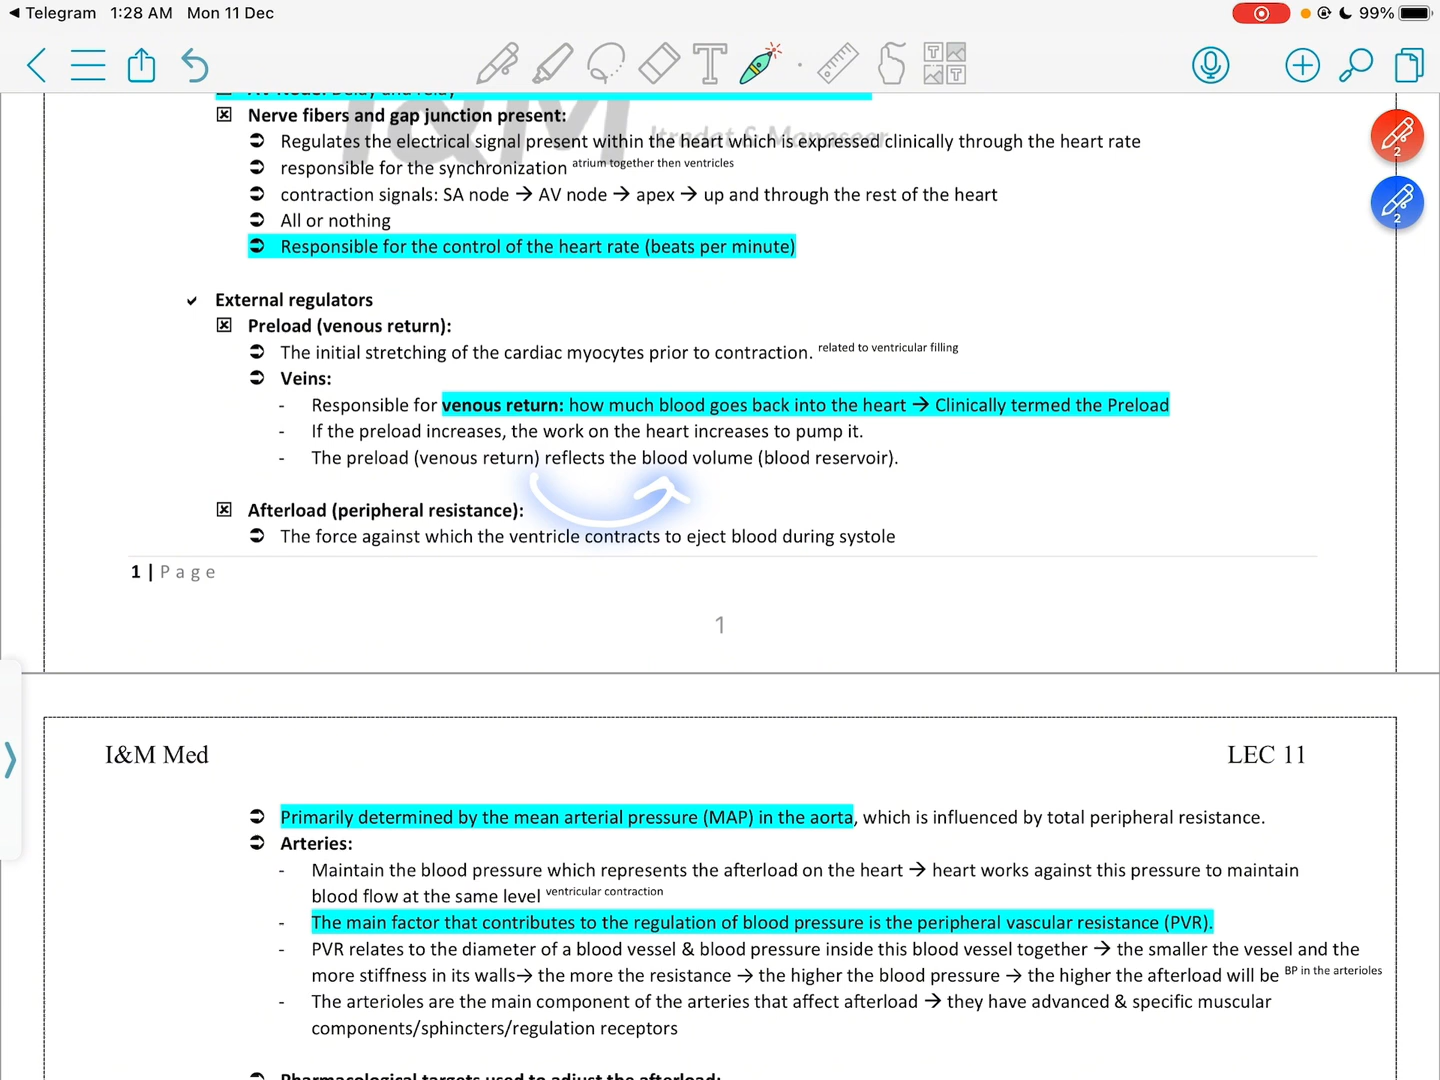 Telegram 1:28 AM Mon 11 Dec 99%
AV Node: Delay and relay
I&M
Nerve fibers and gap junction present:
Regulates the electrical signal present within the heart which is expressed clinically through the heart rate
responsible for the synchronization atrium together then ventricles
contraction signals: SA node → AV node → apex → up and through the rest of the heart
All or nothing
Responsible for the control of the heart rate (beats per minute)
External regulators
Preload (venous return):
The initial stretching of the cardiac myocytes prior to contraction. related to ventricular filling
Veins:
- Responsible for venous return: how much blood goes back into the heart → Clinically termed the Preload
- If the preload increases, the work on the heart increases to pump it.
- The preload (venous return) reflects the blood volume (blood reservoir).
Afterload (peripheral resistance):
The force against which the ventricle contracts to eject blood during systole
1 | Page
1
I&M Med LEC 11
Primarily determined by the mean arterial pressure (MAP) in the aorta, which is influenced by total peripheral resistance.
Arteries:
- Maintain the blood pressure which represents the afterload on the heart → heart works against this pressure to maintain
blood flow at the same level ventricular contraction
- The main factor that contributes to the regulation of blood pressure is the peripheral vascular resistance (PVR).
- PVR relates to the diameter of a blood vessel & blood pressure inside this blood vessel together → the smaller the vessel and the
more stiffness in its walls→ the more the resistance → the higher the blood pressure → the higher the afterload will be BP in the arterioles
- The arterioles are the main component of the arteries that affect afterload → they have advanced & specific muscular
components/sphincters/regulation receptors
Pharmacological targets used to adjust the afterload:
2
2